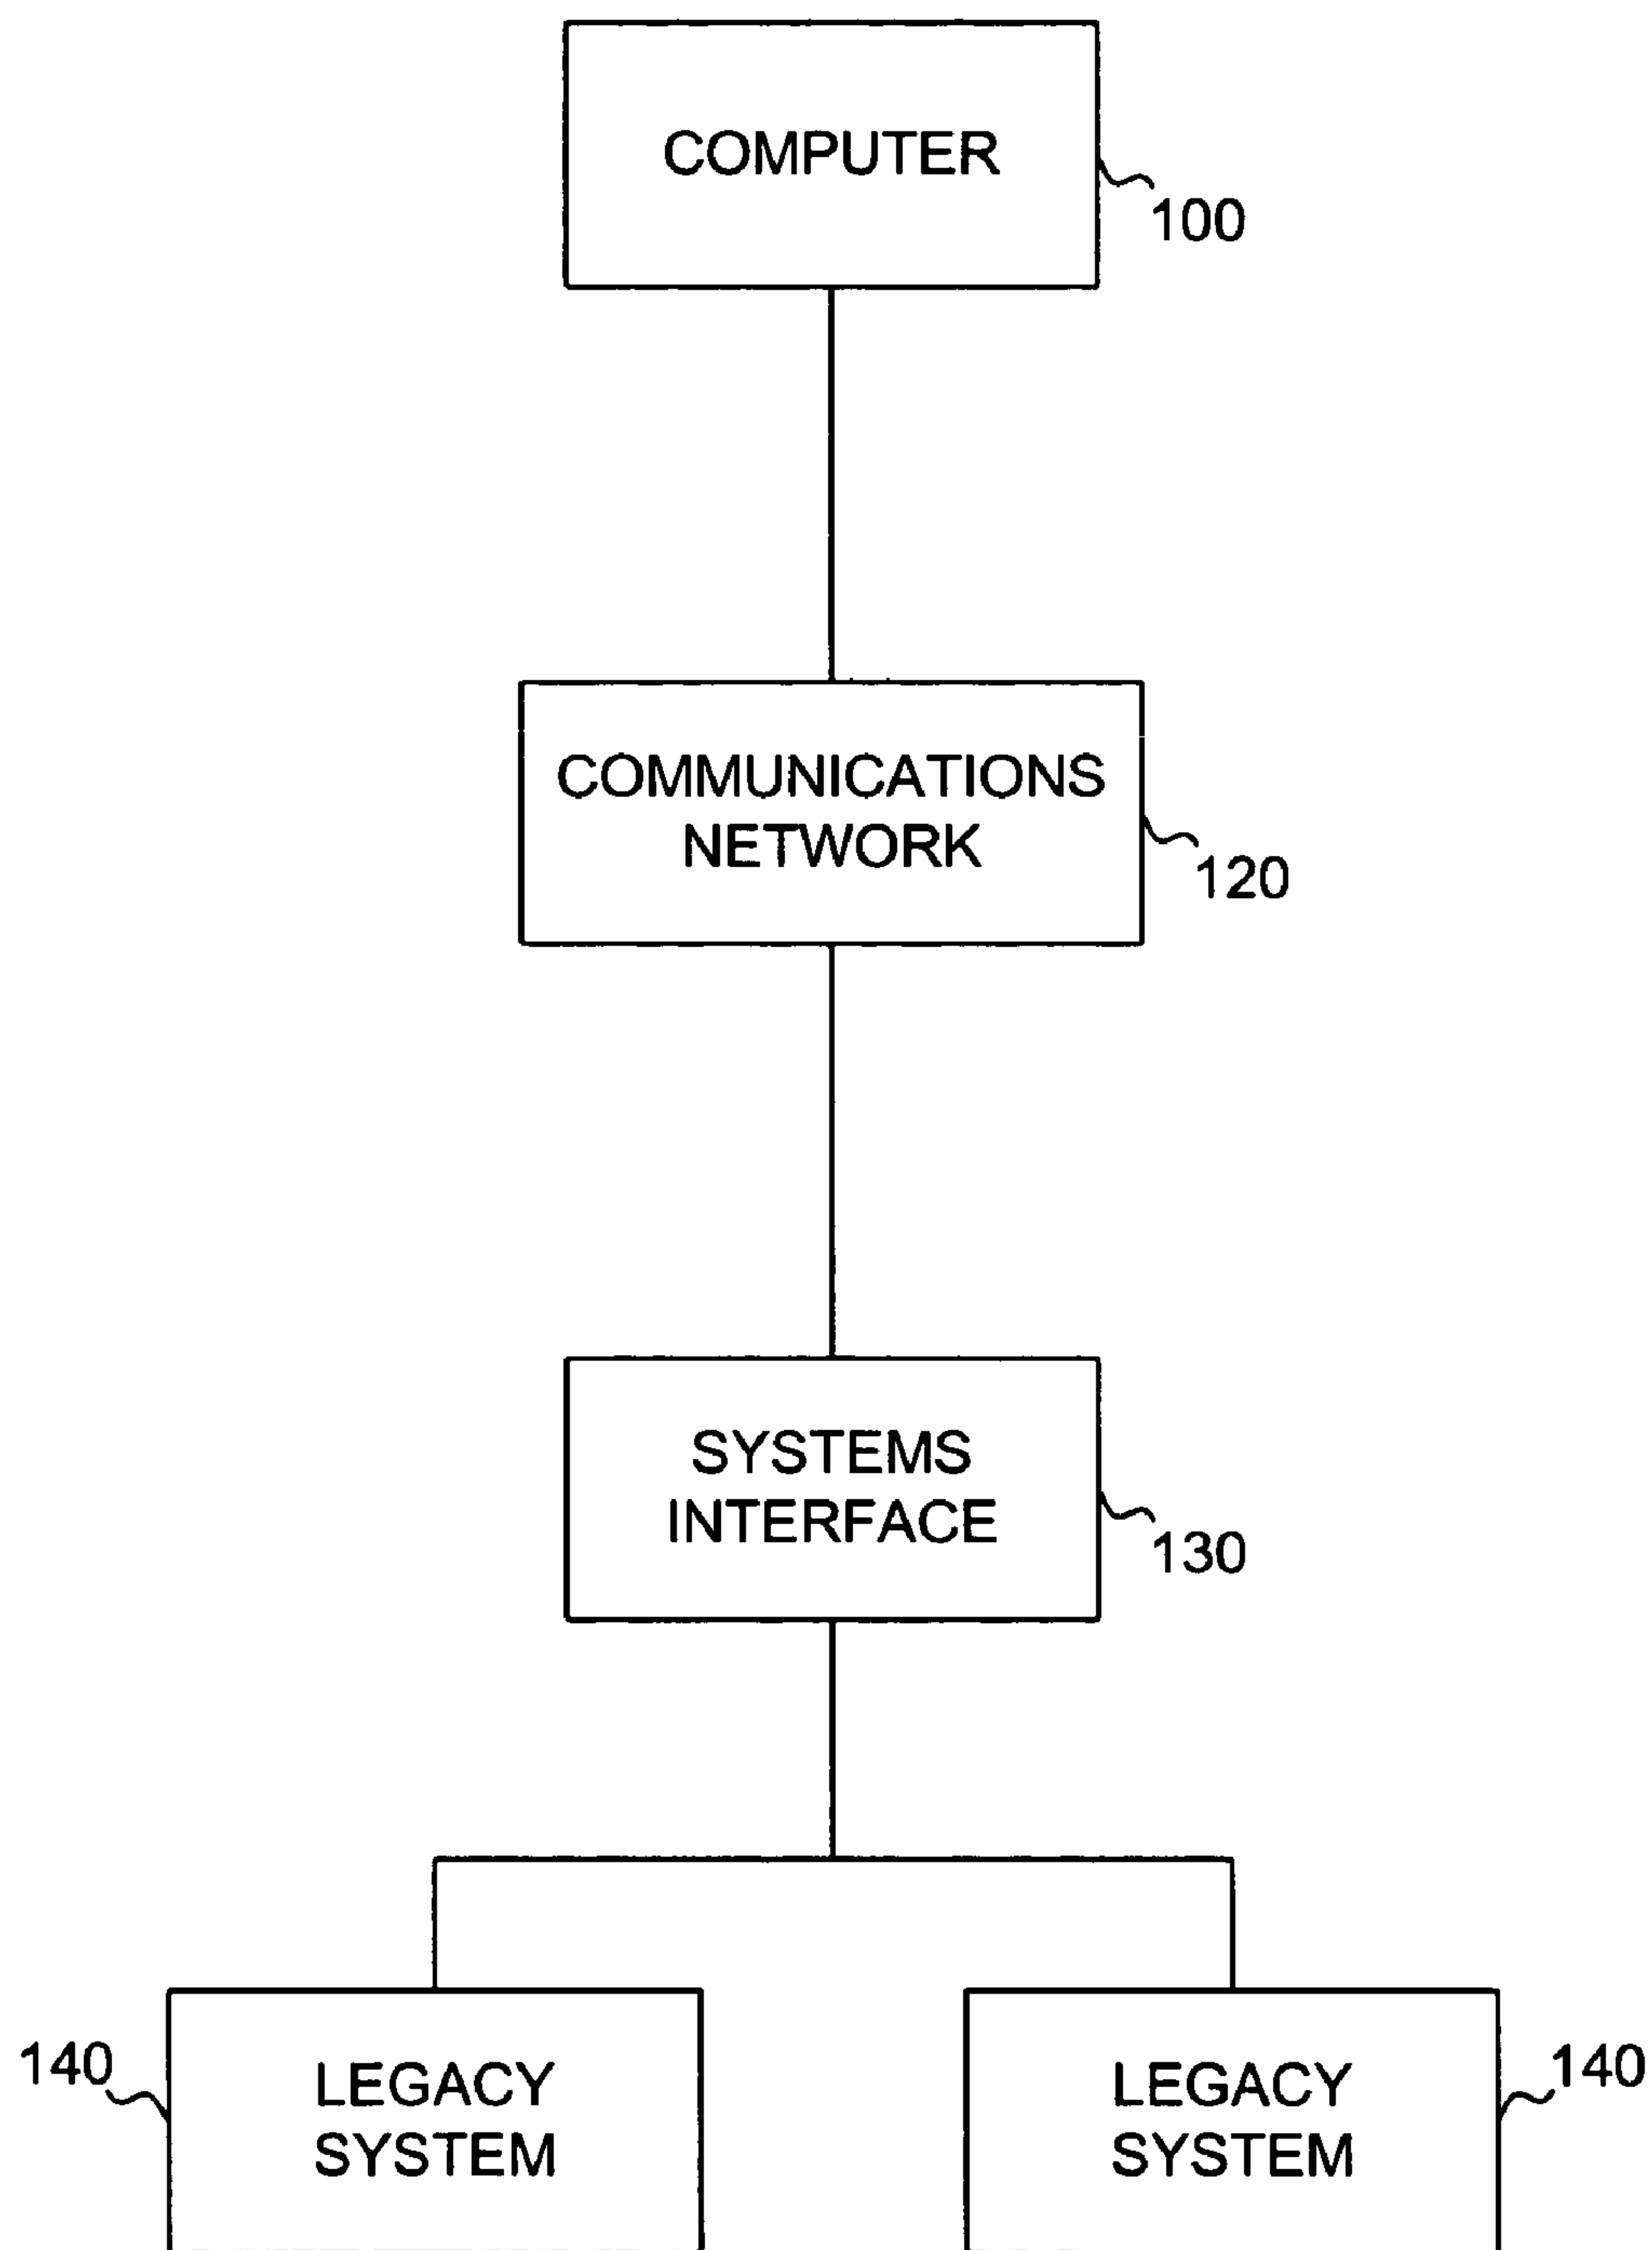 COMPUTER
100
COMMUNICATIONS
NETWORK
120
SYSTEMS
INTERFACE
130
140
LEGACY
SYSTEM
LEGACY
SYSTEM
140